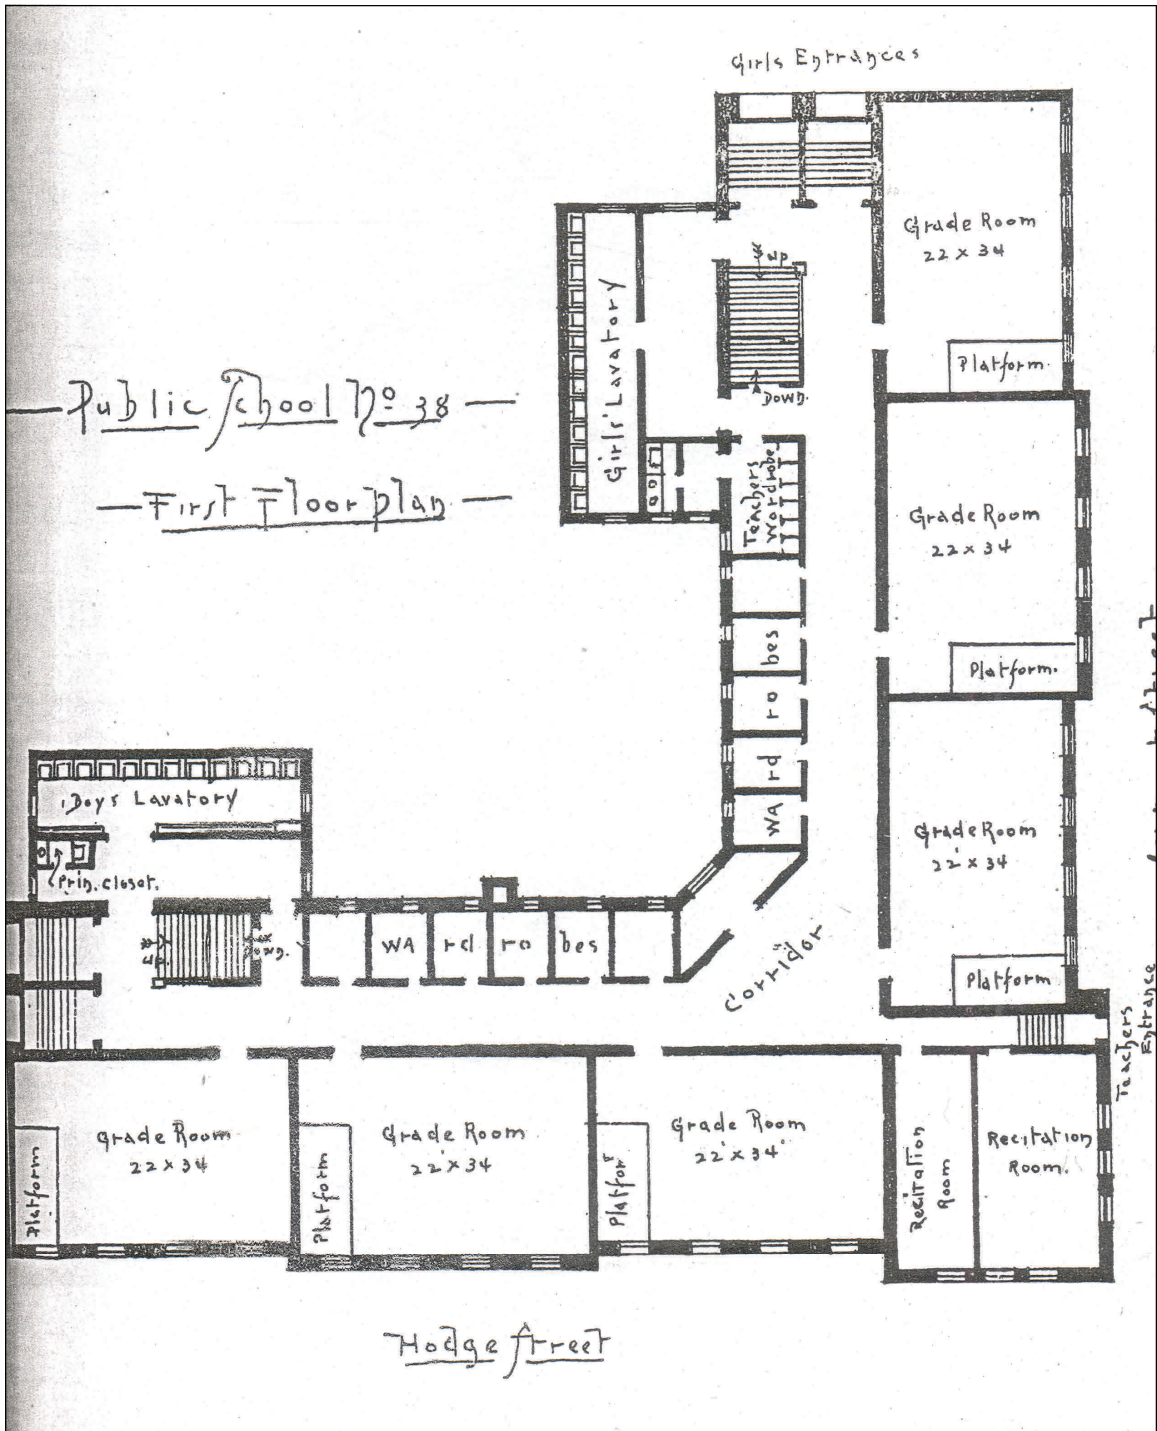 Girls Entrances
Grade Room
22 x 34
Up
Platform.
Down.
Girls' Lavatory
Public School No 38
First Floor plan
Teachers
Wordrobe
Grade Room
22 x 34
Platform.
bes
ro
rd
WA
Grade Room
22' x 34
Platform
Boys Lavatory
Prin. closet.
Up.
Down.
WA rd ro bes
Corridor
Teachers
Entrance
Street
Grade Room
22 x 34
Platform
Grade Room
22' x 34
Platform
Grade Room
22' x 34'
Platfor
Recitation
Room
Recitation
Room.
Hodge Street